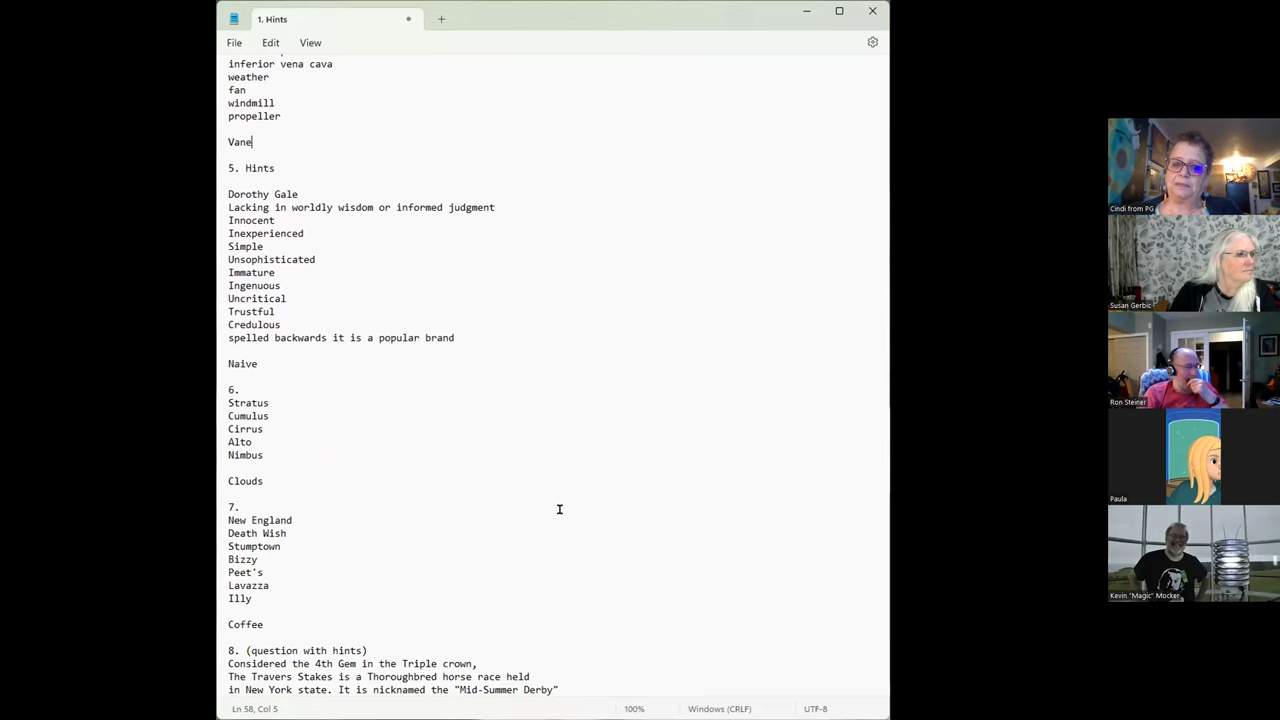 1. Hints
File Edit View
inferior vena cava
weather
fan
windmill
propeller
Vane
5. Hints
Dorothy Gale
Lacking in worldly wisdom or informed judgment
Innocent
Inexperienced
Simple
Unsophisticated
Immature
Ingenuous
Uncritical
Trustful
Credulous
spelled backwards it is a popular brand
Naive
6.
Stratus
Cumulus
Cirrus
Alto
Nimbus
Clouds
7.
New England
Death Wish
Stumptown
Bizzy
Peet's
Lavazza
Illy
Coffee
8. (question with hints)
Considered the 4th Gem in the Triple crown,
The Travers Stakes is a Thoroughbred horse race held
in New York state. It is nicknamed the "Mid-Summer Derby"
Ln 58, Col 5 100% Windows (CRLF) UTF-8
Cindi from PG
Susan Gerbic
Ron Steiner
Paula
Kevin "Magic" Mocker